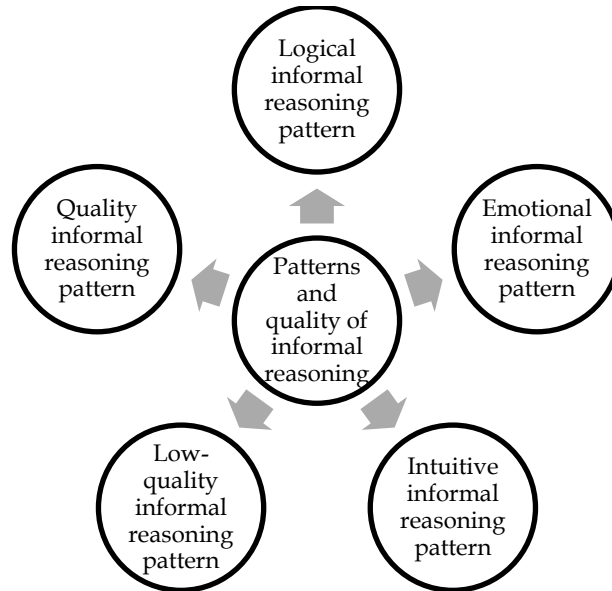 Logical
informal
reasoning
pattern
Quality
informal
reasoning
pattern
Emotional
informal
reasoning
pattern
Patterns
and
quality of
informal
reasoning
Low-
quality
informal
reasoning
pattern
Intuitive
informal
reasoning
pattern